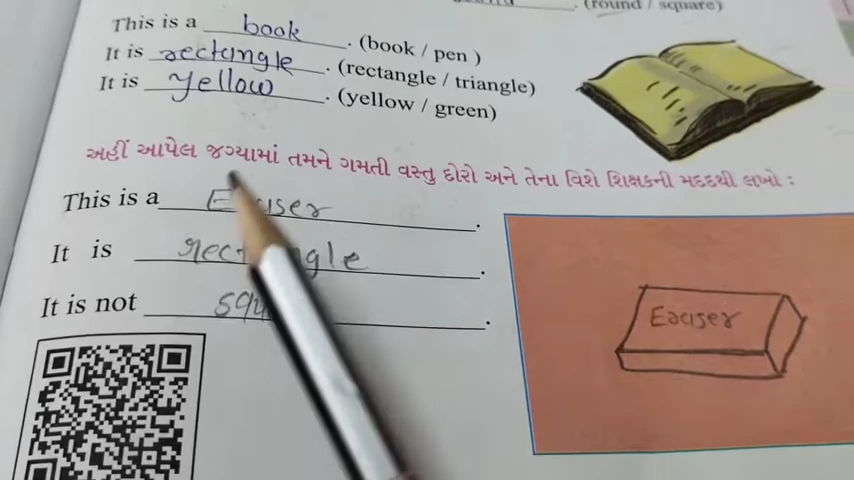 (round / square)
This is a book. (book / pen )
It is rectangle. (rectangle / triangle)
It is yellow. (yellow / green)
અહીં આપેલ જગ્યામાં તમને ગમતી વસ્તુ દોરો અને તેના વિશે શિક્ષકની મદદથી લખો :
This is a Eraser.
It is rectangle.
It is not
Eraser